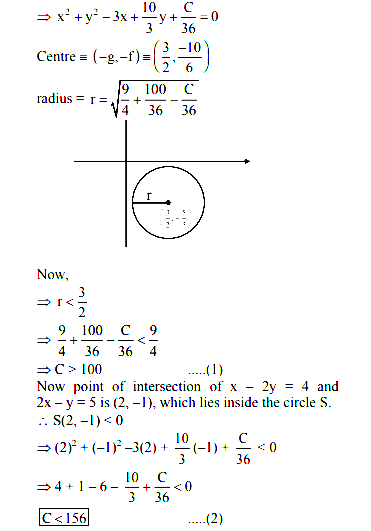 ⇒ x² + y² − 3x + 10/3 y + C/36 = 0
Centre ≡ (−g, −f) ≡ (3/2, −10/6)
radius = r = √(9/4 + 100/36 − C/36)
r
Now,
⇒ r < 3/2
⇒ 9/4 + 100/36 − C/36 < 9/4
⇒ C > 100 .....(1)
Now point of intersection of x − 2y = 4 and
2x − y = 5 is (2, −1), which lies inside the circle S.
∴ S(2, −1) < 0
⇒ (2)² + (−1)² −3(2) + 10/3 (−1) + C/36 < 0
⇒ 4 + 1 − 6 − 10/3 + C/36 < 0
C < 156 .....(2)